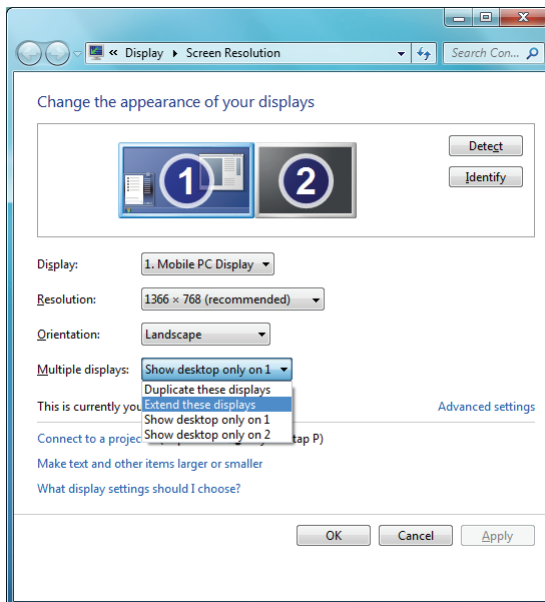 « Display ▸ Screen Resolution Search Con...
Change the appearance of your displays
1 2
Detect
Identify
Display: 1. Mobile PC Display
Resolution: 1366 × 768 (recommended)
Orientation: Landscape
Multiple displays: Show desktop only on 1
Duplicate these displays
This is currently you
Extend these displays
Advanced settings
Show desktop only on 1
Connect to a projec
tap P)
Show desktop only on 2
Make text and other items larger or smaller
What display settings should I choose?
OK Cancel Apply